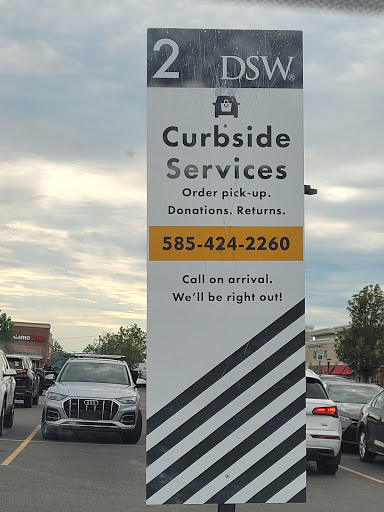 2 DSW®
Curbside
Services
Order pick-up.
Donations. Returns.
585-424-2260
Call on arrival.
We'll be right out!